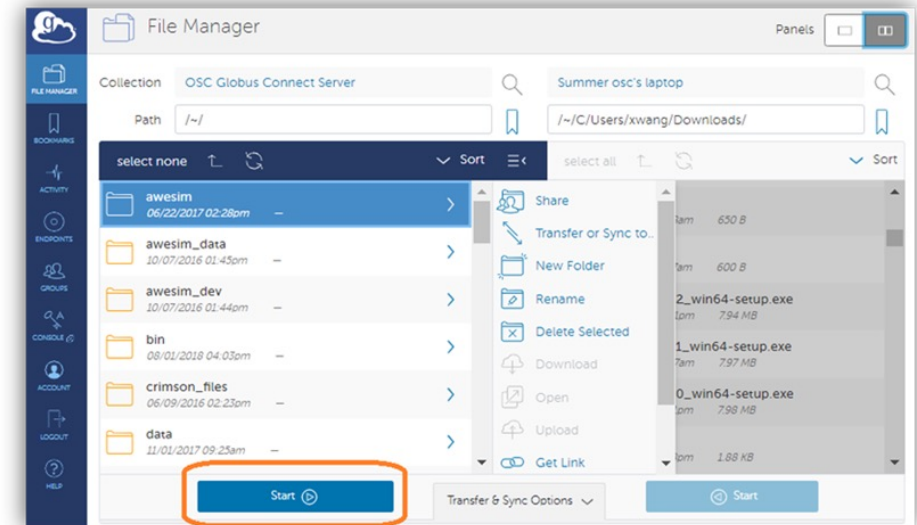 File Manager
Panels
FILE MANAGER
BOOKMARKS
ACTIVITY
ENDPOINTS
GROUPS
CONSOLE
ACCOUNT
LOGOUT
HELP
Collection OSC Globus Connect Server
Path /~/
select none Sort
awesim
06/22/2017 02:28pm —
awesim_data
10/07/2016 01:45pm —
awesim_dev
10/07/2016 01:44pm —
bin
08/01/2018 04:03pm —
crimson_files
06/09/2016 02:23pm —
data
11/01/2017 09:25am —
Start
Share
Transfer or Sync to..
New Folder
Rename
Delete Selected
Download
Open
Upload
Get Link
Transfer & Sync Options
Summer osc's laptop
/~/C/Users/xwang/Downloads/
select all Sort
650 B
600 B
2_win64-setup.exe
7.94 MB
1_win64-setup.exe
7.97 MB
0_win64-setup.exe
7.98 MB
1.88 KB
Start